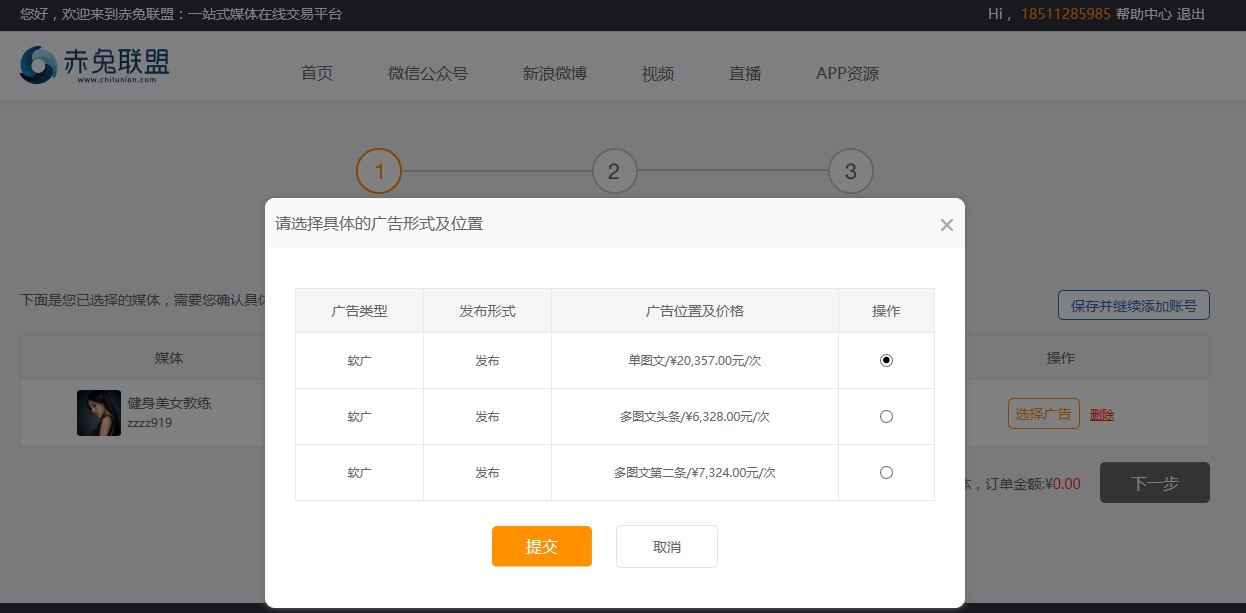 您好，欢迎来到赤兔联盟：一站式媒体在线交易平台
Hi， 18511285985 帮助中心 退出
赤兔联盟
www.chitunion.com
首页 微信公众号 新浪微博 视频 直播 APP资源
1 2 3
请选择具体的广告形式及位置
×
下面是您已选择的媒体，需要您确认具体
保存并继续添加账号
广告类型 发布形式 广告位置及价格 操作
媒体 操作
软广 发布 单图文/¥20,357.00元/次
健身美女教练
zzzz919
选择广告 删除
软广 发布 多图文头条/¥6,328.00元/次
软广 发布 多图文第二条/¥7,324.00元/次
体，订单金额:¥0.00
下一步
提交 取消